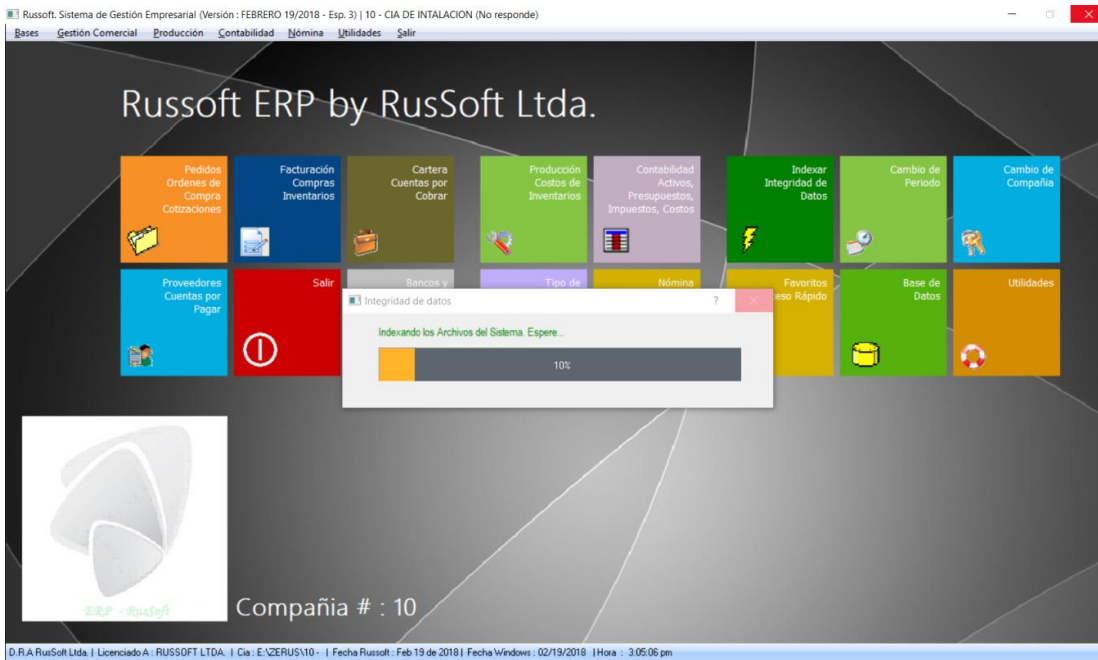 Russoft. Sistema de Gestión Empresarial (Versión : FEBRERO 19/2018 - Esp. 3) | 10 - CIA DE INTALACION (No responde)
Bases Gestión Comercial Producción Contabilidad Nómina Utilidades Salir
Russoft ERP by RusSoft Ltda.
Pedidos
Ordenes de
Compra
Cotizaciones
Facturación
Compras
Inventarios
Cartera
Cuentas por
Cobrar
Producción
Costos de
Inventarios
Contabilidad
Activos,
Presupuestos,
Impuestos, Costos
Indexar
Integridad de
Datos
Cambio de
Periodo
Cambio de
Compañia
Proveedores
Cuentas por
Pagar
Salir
Bancos y
Tipo de
Nómina
Favoritos
eso Rápido
Base de
Datos
Utilidades
Integridad de datos ?
Indexando los Archivos del Sistema. Espere...
10%
ERP - RusSoft
Compañia # : 10
D.R.A RusSoft Ltda. | Licenciado A : RUSSOFT LTDA. | Cia : E:\ZERUS\10 - | Fecha Russoft : Feb 19 de 2018 | Fecha Windows : 02/19/2018 | Hora : 3:05:06 pm